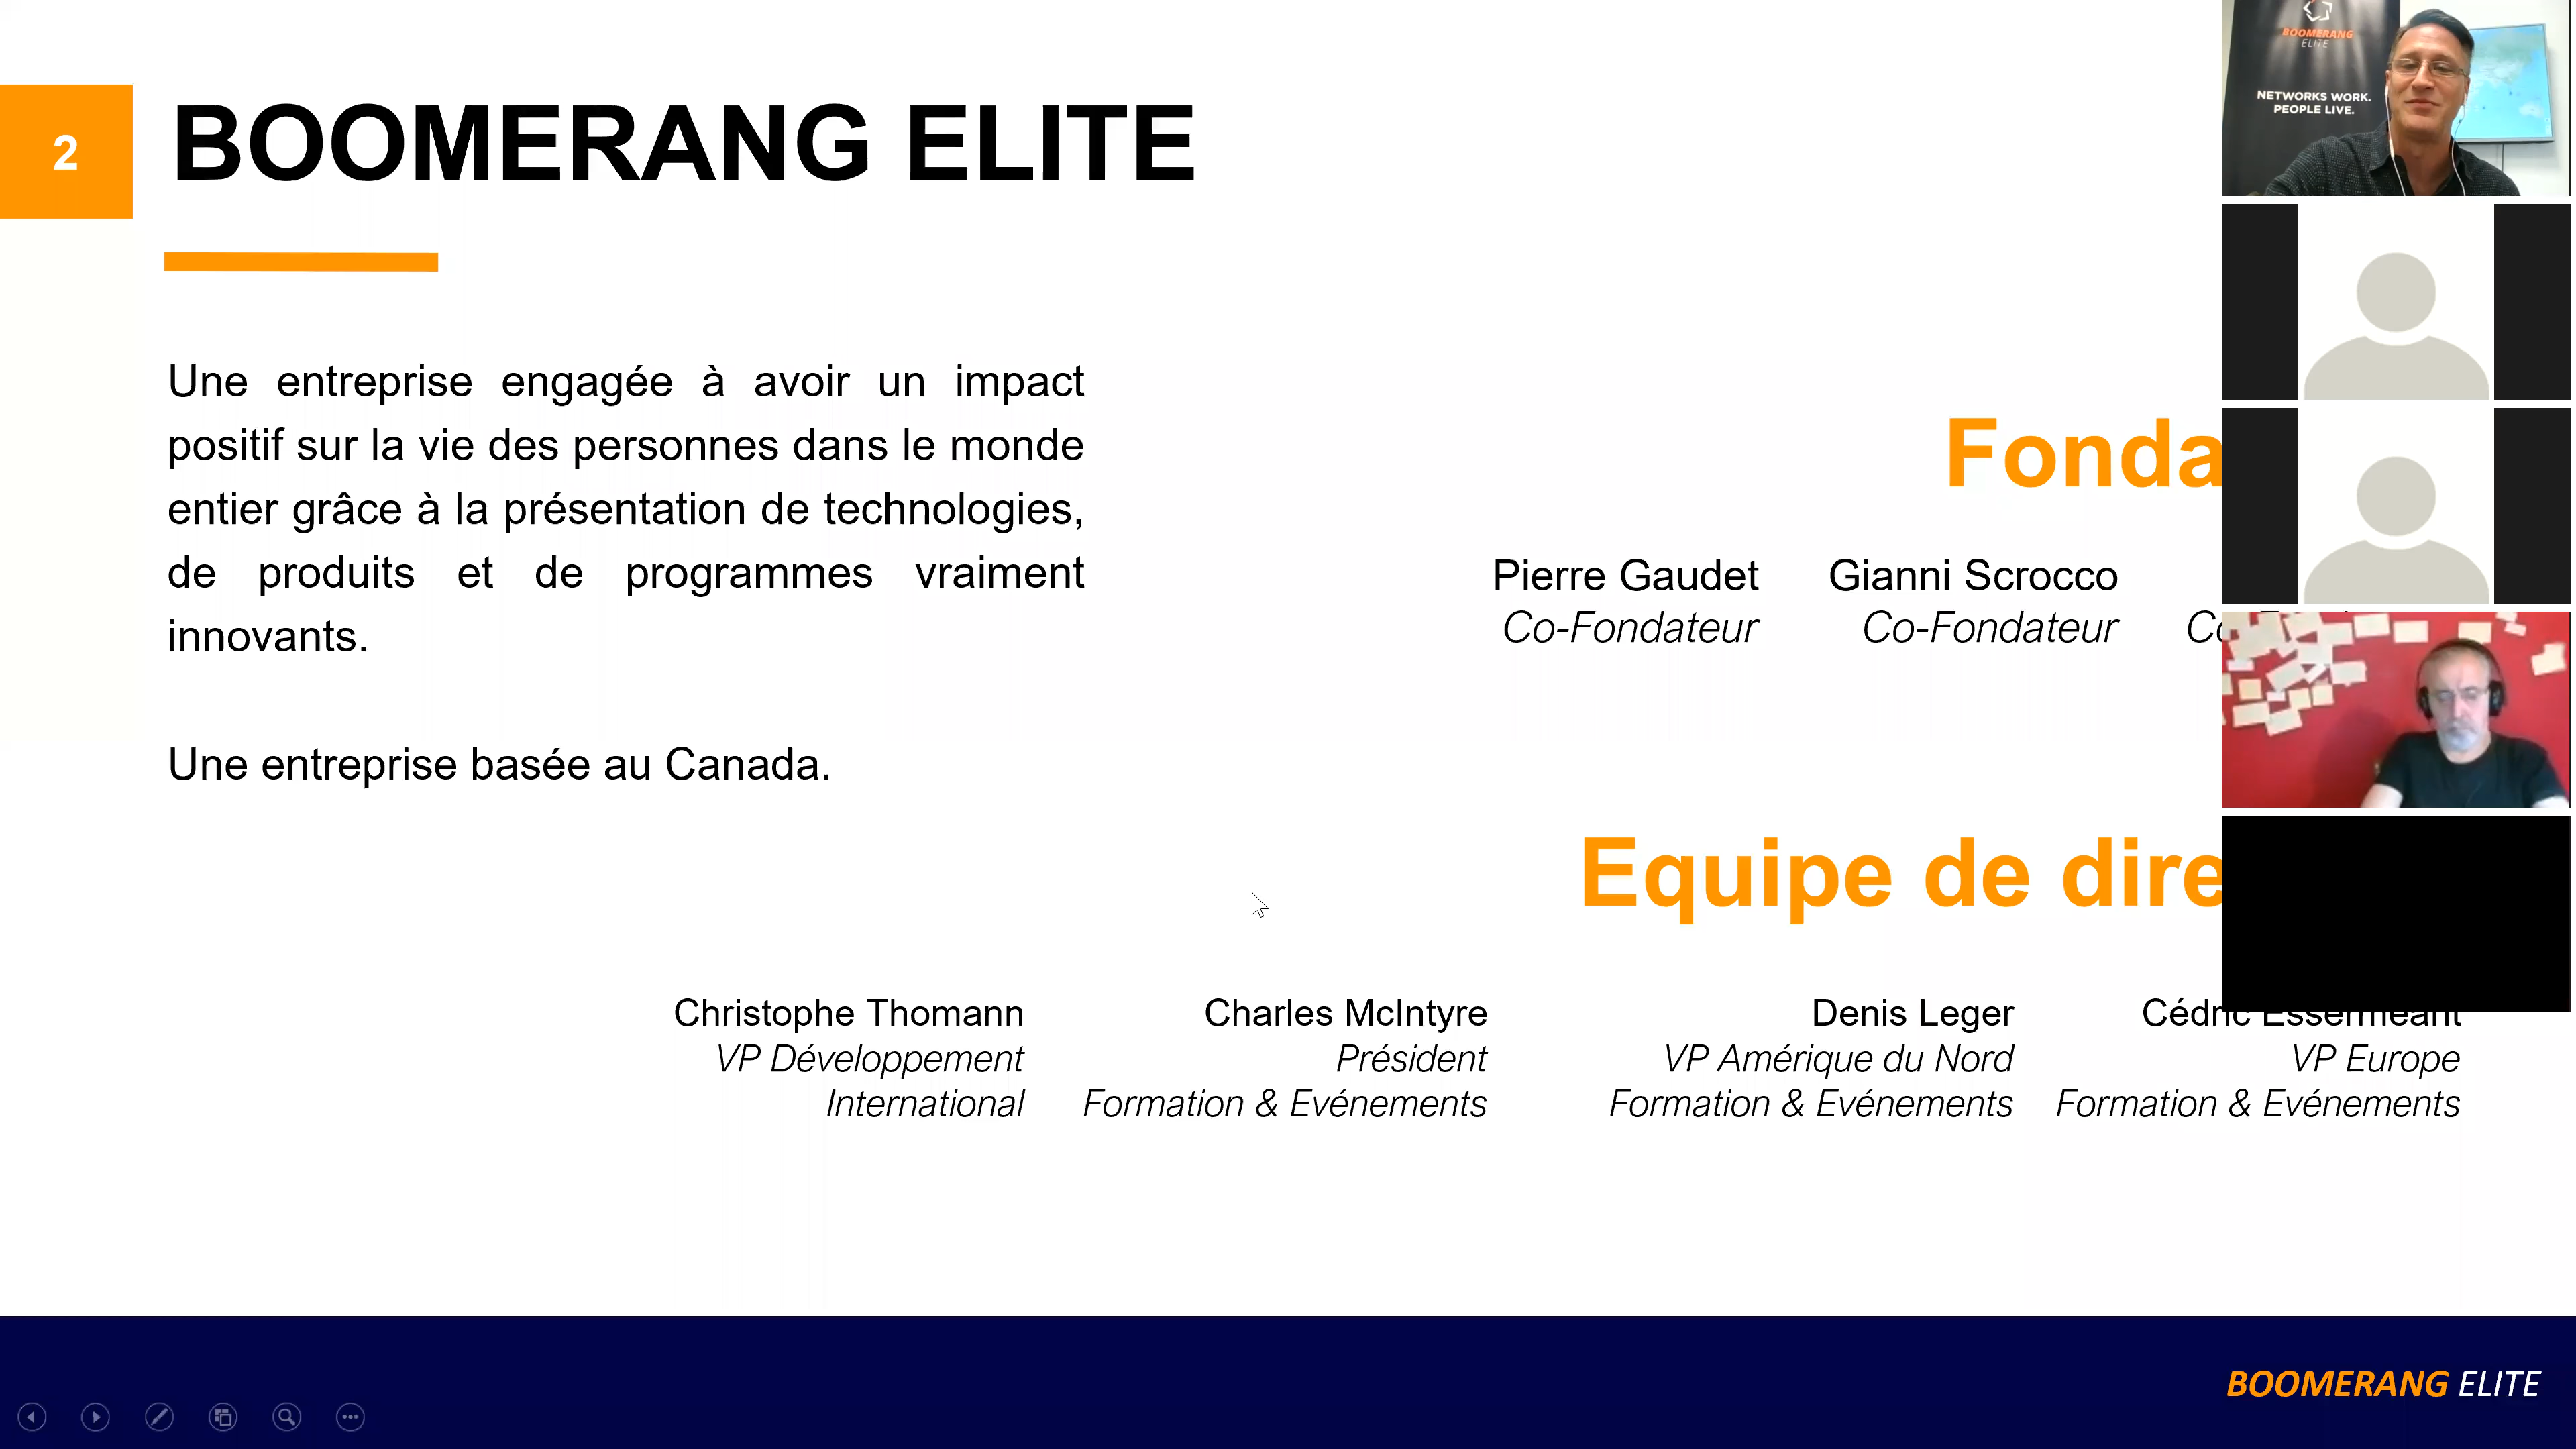 2
BOOMERANG ELITE
Une entreprise engagée à avoir un impact
positif sur la vie des personnes dans le monde
entier grâce à la présentation de technologies,
de produits et de programmes vraiment
innovants.
Une entreprise basée au Canada.
Pierre Gaudet
Co-Fondateur
Gianni Scrocco
Co-Fondateur
Equipe de
Christophe Thomann
VP Développement
International
Charles McIntyre
Président
Formation & Evénements
Denis Leger
VP Amérique du Nord
Formation & Evénements
Cédric Essermeant
VP Europe
Formation & Evénements
BOOMERANG
ELITE
NETWORKS WORK.
PEOPLE LIVE.
BOOMERANG ELITE